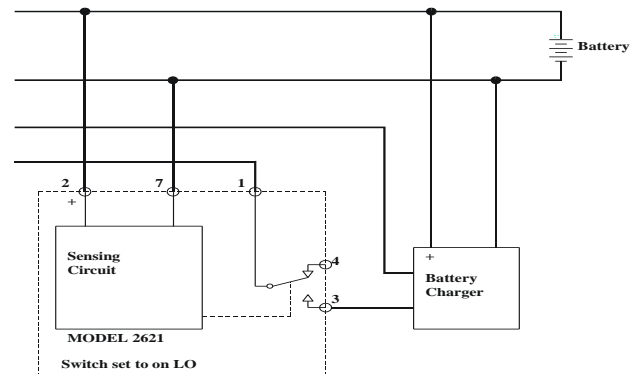 Battery
2
7
1
+
4
Sensing
Circuit
+
Battery
Charger
3
MODEL 2621
Switch set to on LO